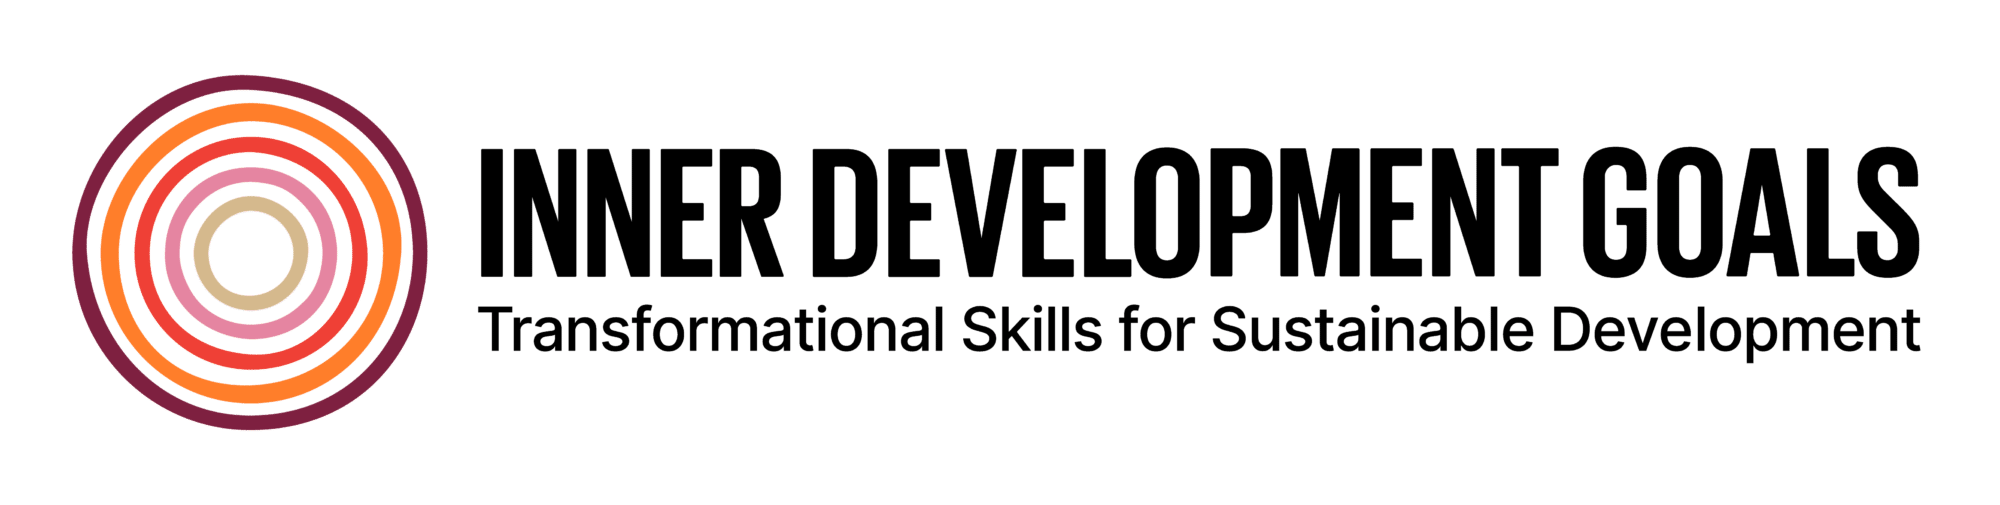 INNER DEVELOPMENT GOALS
Transformational Skills for Sustainable Development